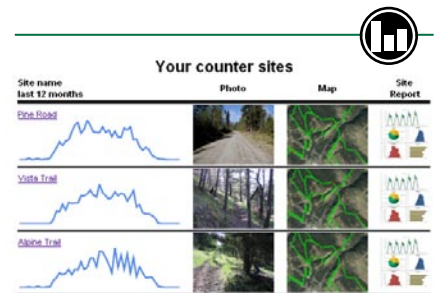 Your counter sites
Site name
last 12 months
Photo
Map
Site
Report
Pine Road
Vista Trail
Alpine Trail